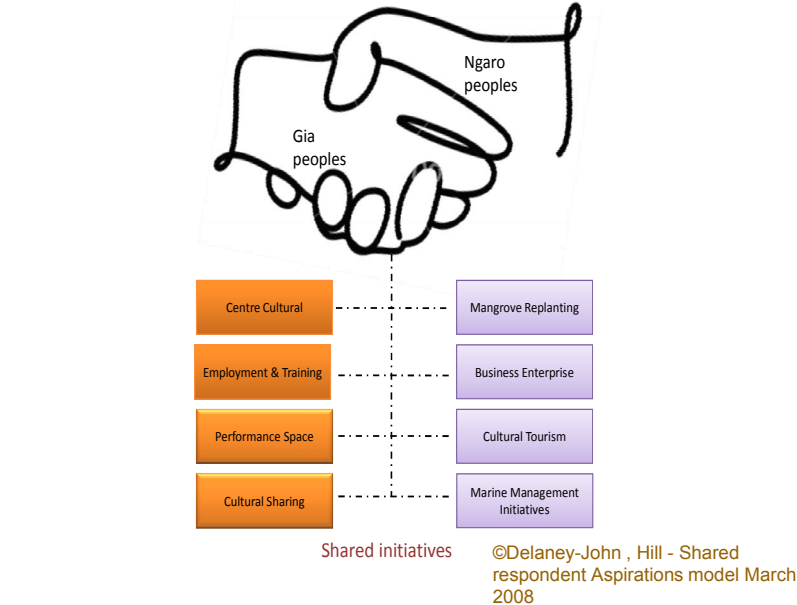 Ngaro
peoples
Gia
peoples
Centre Cultural
Mangrove Replanting
Employment & Training
Business Enterprise
Performance Space
Cultural Tourism
Cultural Sharing
Marine Management
Initiatives
Shared initiatives
©Delaney-John , Hill - Shared
respondent Aspirations model March
2008